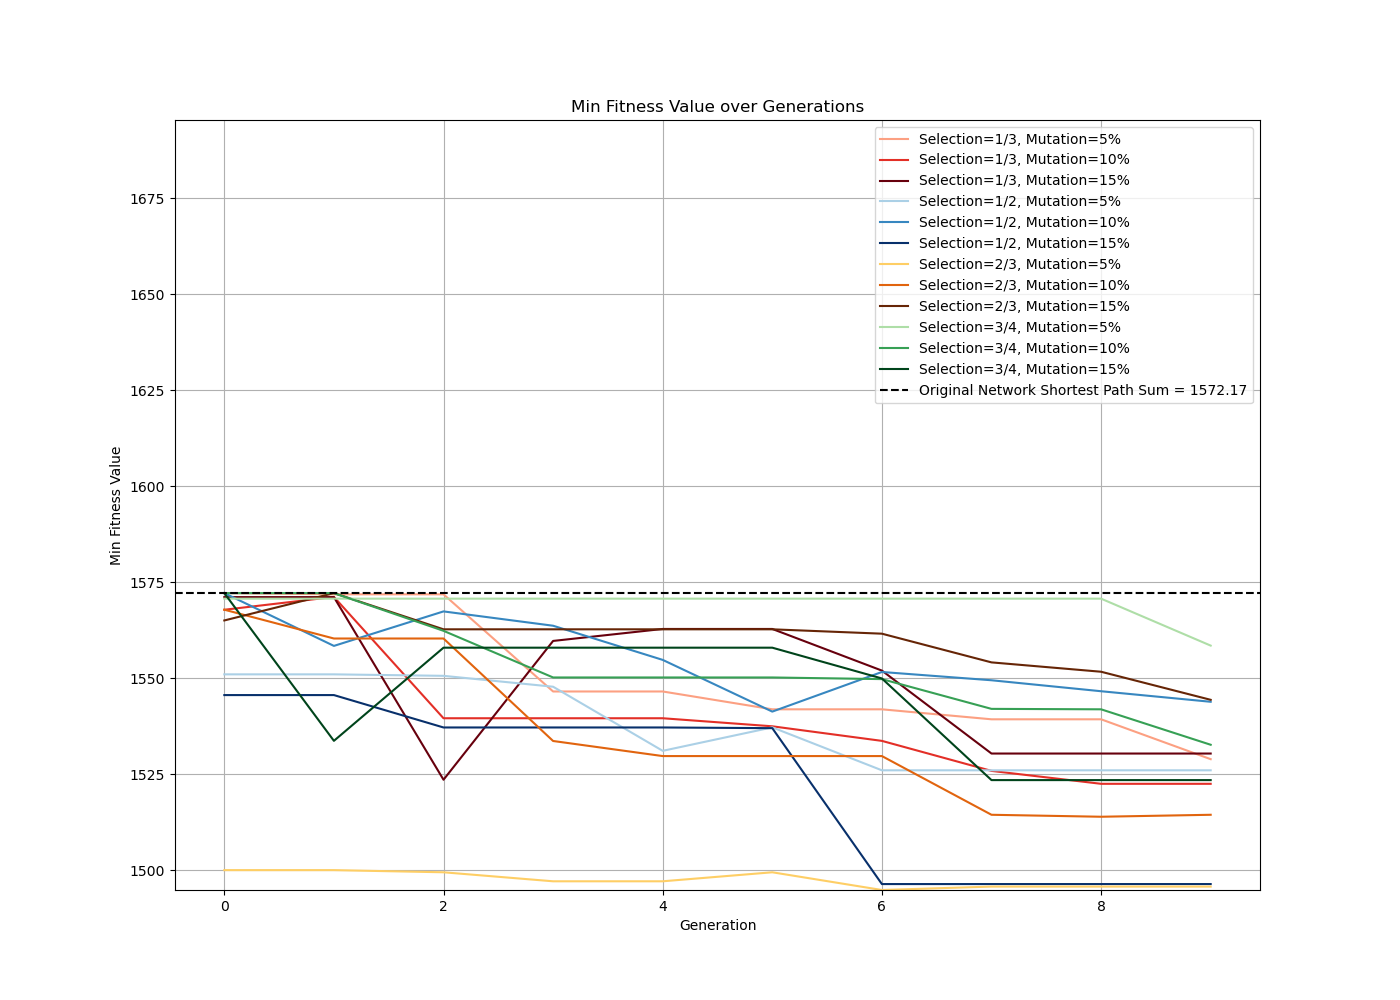 Min Fitness Value over Generations
Selection=1/3, Mutation=5%
Selection=1/3, Mutation=10%
Selection=1/3, Mutation=15%
Selection=1/2, Mutation=5%
Selection=1/2, Mutation=10%
Selection=1/2, Mutation=15%
Selection=2/3, Mutation=5%
Selection=2/3, Mutation=10%
Selection=2/3, Mutation=15%
Selection=3/4, Mutation=5%
Selection=3/4, Mutation=10%
Selection=3/4, Mutation=15%
Original Network Shortest Path Sum = 1572.17
Min Fitness Value
1675
1650
1625
1600
1575
1550
1525
1500
0 2 4 6 8
Generation